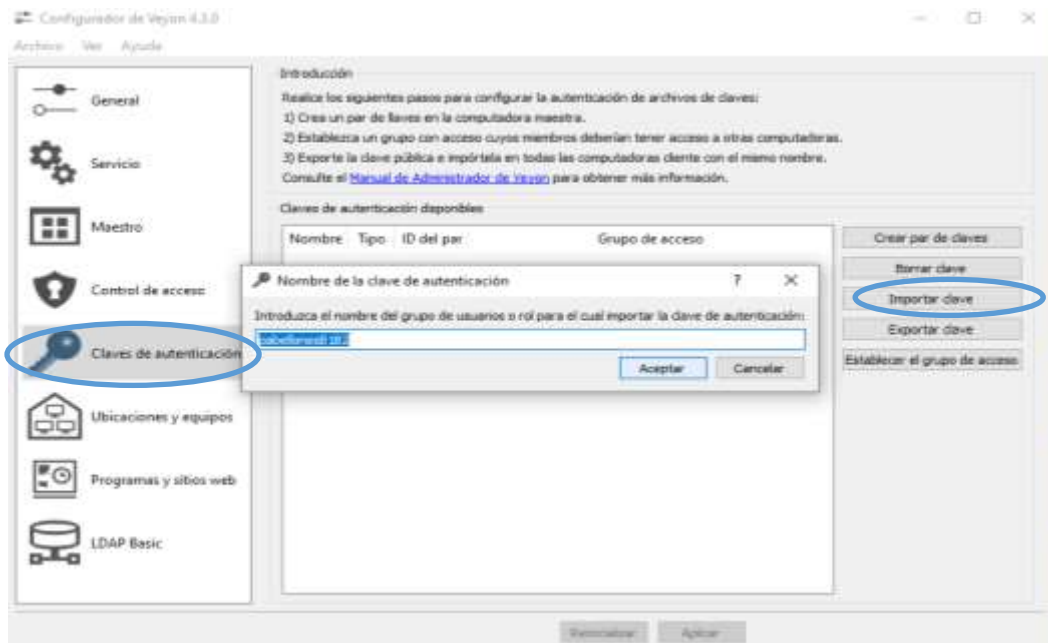 Configurador de Veyon 4.3.0
Archivo Ver Ayuda
General
Servicio
Maestro
Control de acceso
Claves de autenticación
Ubicaciones y equipos
Programas y sitios web
LDAP Basic
Introducción
Realice los siguientes pasos para configurar la autenticación de archivos de claves:
1) Crea un par de llaves en la computadora maestra.
2) Establezca un grupo con acceso cuyos miembros deberían tener acceso a otras computadoras.
3) Exporte la clave pública e impórtela en todas las computadoras cliente con el mismo nombre.
Consulte el Manual de Administrador de Veyon para obtener más información.
Claves de autenticación disponibles
Nombre Tipo ID del par Grupo de acceso
Crear par de claves
Borrar clave
Importar clave
Exportar clave
Establecer el grupo de acceso
Nombre de la clave de autenticación ?
Introduzca el nombre del grupo de usuarios o rol para el cual importar la clave de autenticación:
Aceptar Cancelar
Reinicializar Aplicar